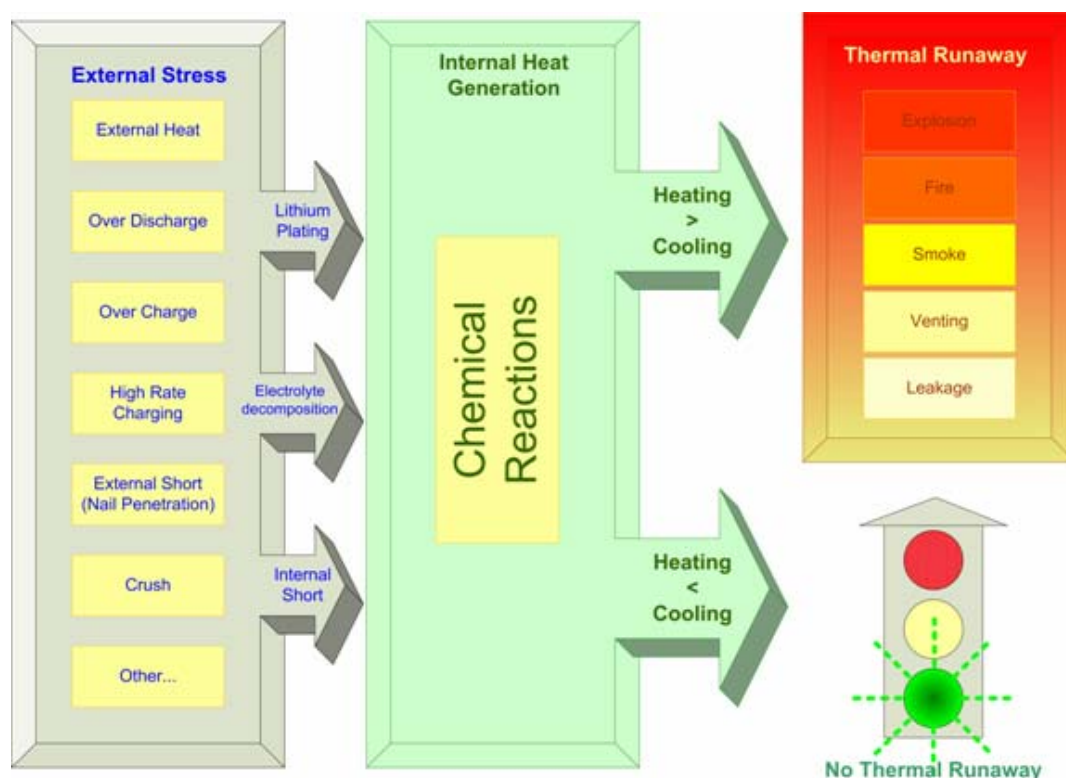 External Stress
External Heat
Over Discharge
Over Charge
High Rate
Charging
External Short
(Nail Penetration)
Crush
Other...
Lithium
Plating
Electrolyte
decomposition
Internal
Short
Internal Heat
Generation
Chemical
Reactions
Heating
>
Cooling
Heating
<
Cooling
Thermal Runaway
Explosion
Fire
Smoke
Venting
Leakage
No Thermal Runaway